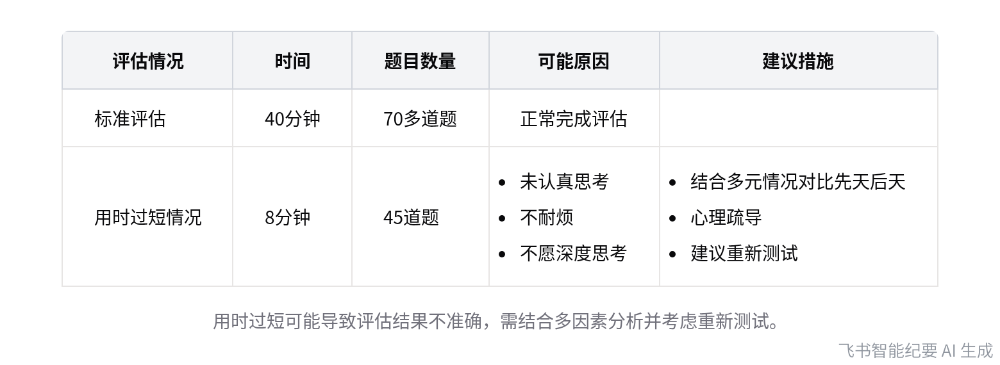 评估情况 时间 题目数量 可能原因 建议措施
标准评估 40分钟 70多道题 正常完成评估
用时过短情况 8分钟 45道题
• 未认真思考
• 不耐烦
• 不愿深度思考
• 结合多元情况对比先天后天
• 心理疏导
• 建议重新测试
用时过短可能导致评估结果不准确，需结合多因素分析并考虑重新测试。
飞书智能纪要 AI 生成